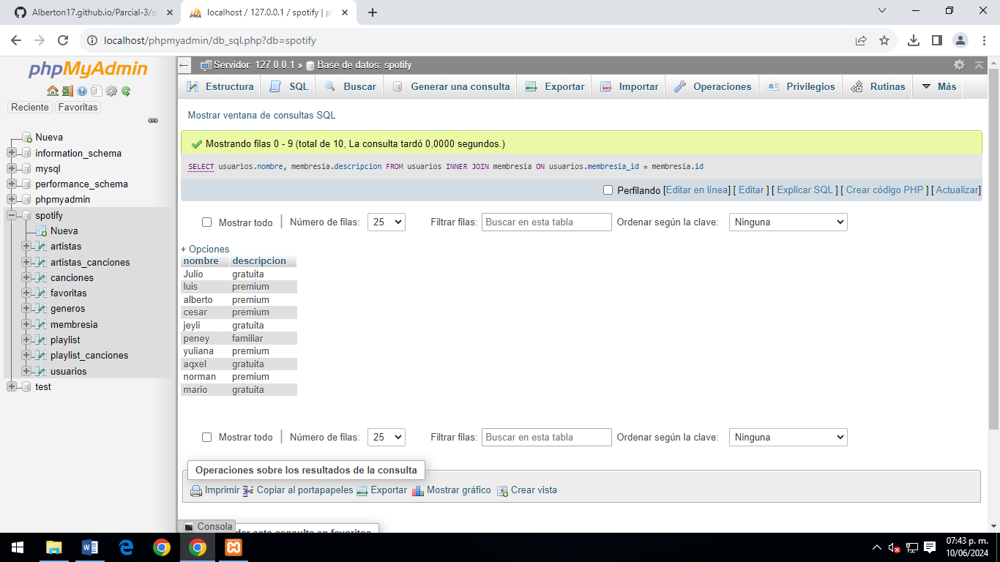 Alberton17.github.io/Parcial-3/s
localhost / 127.0.0.1 / spotify | p
localhost/phpmyadmin/db_sql.php?db=spotify
phpMyAdmin
Reciente Favoritas
Nueva
information_schema
mysql
performance_schema
phpmyadmin
spotify
Nueva
artistas
artistas_canciones
canciones
favoritas
generos
membresia
playlist
playlist_canciones
usuarios
test
Servidor: 127.0.0.1 » Base de datos: spotify
Estructura SQL Buscar Generar una consulta Exportar Importar Operaciones Privilegios Rutinas Más
Mostrar ventana de consultas SQL
Mostrando filas 0 - 9 (total de 10, La consulta tardó 0,0000 segundos.)
SELECT usuarios.nombre, membresia.descripcion FROM usuarios INNER JOIN membresia ON usuarios.membresia_id = membresia.id
Perfilando [Editar en línea] [ Editar ] [ Explicar SQL ] [ Crear código PHP ] [ Actualizar]
Mostrar todo | Número de filas: 25 Filtrar filas: Buscar en esta tabla Ordenar según la clave: Ninguna
+ Opciones
nombre descripcion
Julio gratuita
luis premium
alberto premium
cesar premium
jeyli gratuita
peney familiar
yuliana premium
aqxel gratuita
norman premium
mario gratuita
Mostrar todo | Número de filas: 25 Filtrar filas: Buscar en esta tabla Ordenar según la clave: Ninguna
Operaciones sobre los resultados de la consulta
Imprimir Copiar al portapapeles Exportar Mostrar gráfico Crear vista
Consola
esta consulta en favoritos
07:43 p. m.
10/06/2024